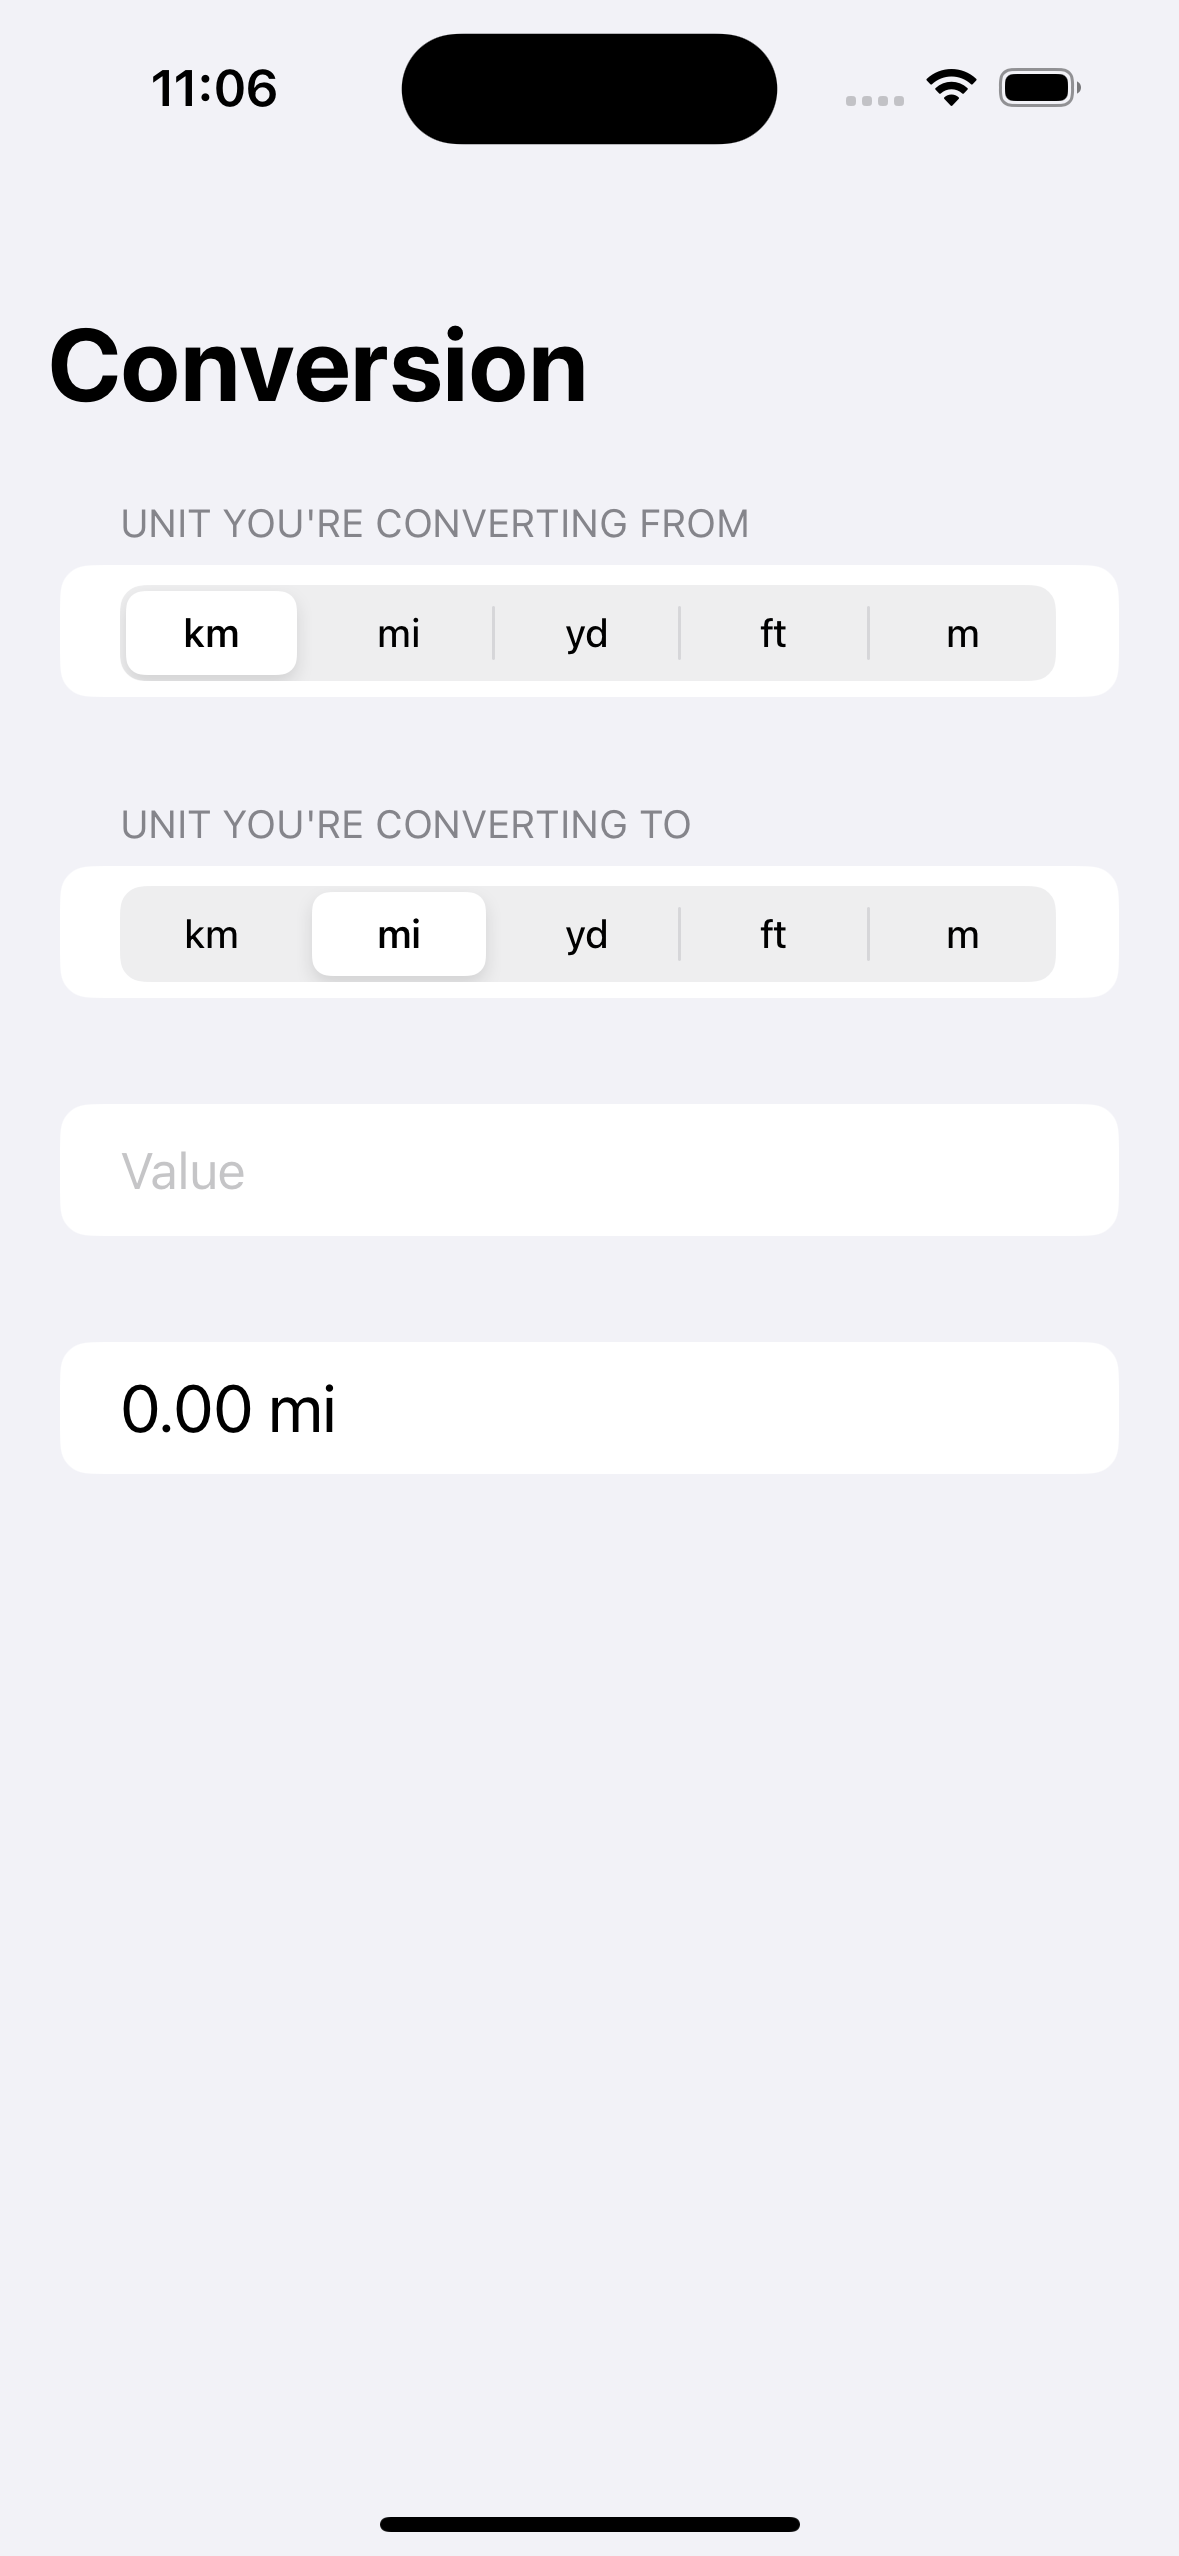 11:06
Conversion
UNIT YOU'RE CONVERTING FROM
km mi yd ft m
UNIT YOU'RE CONVERTING TO
km mi yd ft m
Value
0.00 mi